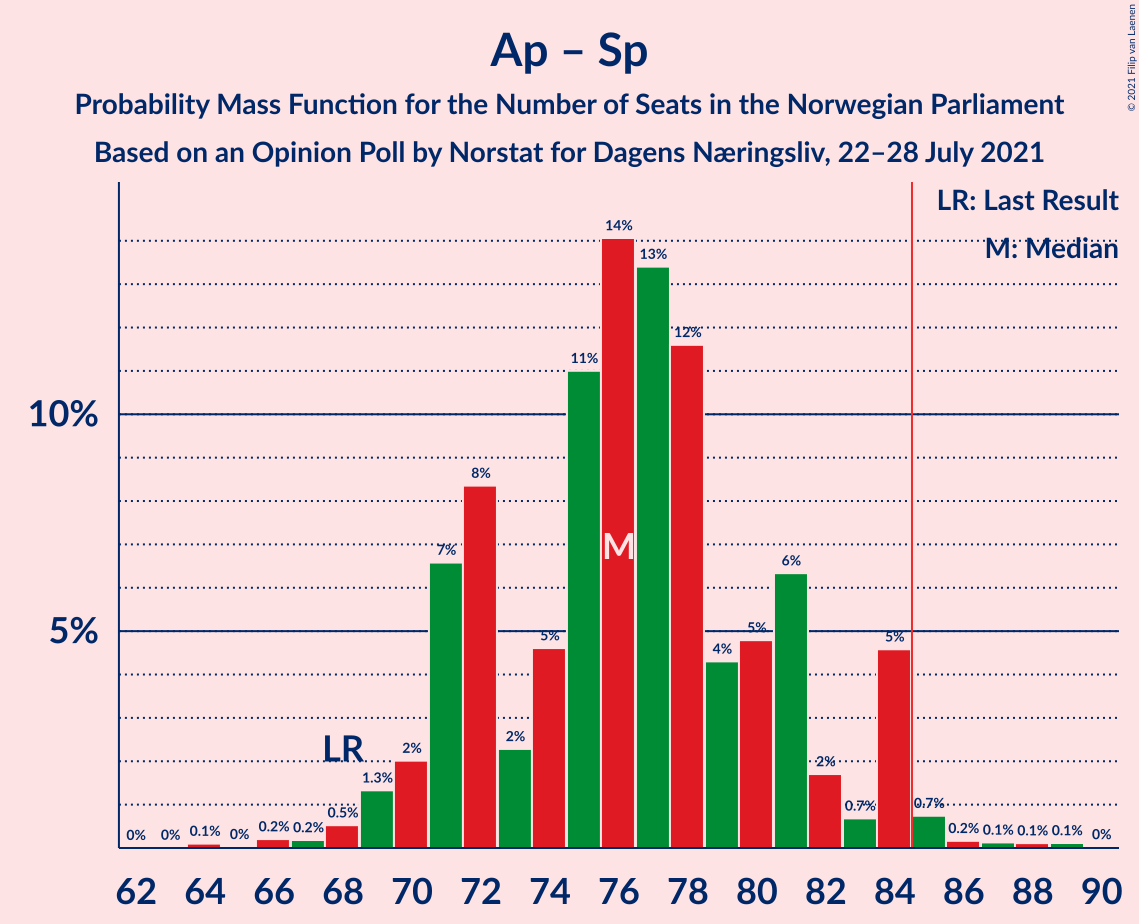 Ap – Sp
Probability Mass Function for the Number of Seats in the Norwegian Parliament
Based on an Opinion Poll by Norstat for Dagens Næringsliv, 22–28 July 2021
© 2021 Filip van Laenen
LR: Last Result
M: Median
10%
5%
0% 0% 0.1% 0% 0.2% 0.2% 0.5% 1.3% 2% 7% 8% 2% 5% 11% 14% 13% 12% 4% 5% 6% 2% 0.7% 5% 0.7% 0.2% 0.1% 0.1% 0.1% 0%
LR
M
62 64 66 68 70 72 74 76 78 80 82 84 86 88 90